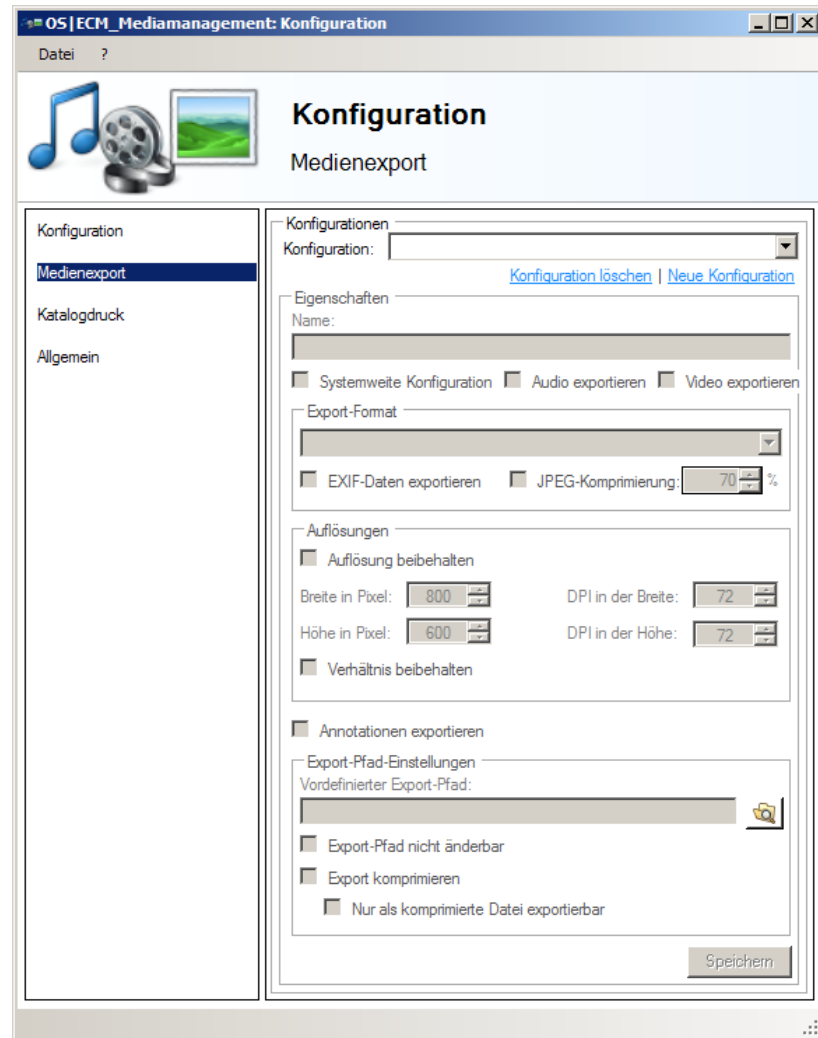 OS|ECM_Mediamanagement: Konfiguration
Datei ?
Konfiguration
Medienexport
Konfiguration
Medienexport
Katalogdruck
Allgemein
Konfigurationen
Konfiguration:
Konfiguration löschen | Neue Konfiguration
Eigenschaften
Name:
Systemweite Konfiguration Audio exportieren Video exportieren
Export-Format
EXIF-Daten exportieren JPEG-Komprimierung: 70 %
Auflösungen
Auflösung beibehalten
Breite in Pixel: 800 DPI in der Breite: 72
Höhe in Pixel: 600 DPI in der Höhe: 72
Verhältnis beibehalten
Annotationen exportieren
Export-Pfad-Einstellungen
Vordefinierter Export-Pfad:
Export-Pfad nicht änderbar
Export komprimieren
Nur als komprimierte Datei exportierbar
Speichern